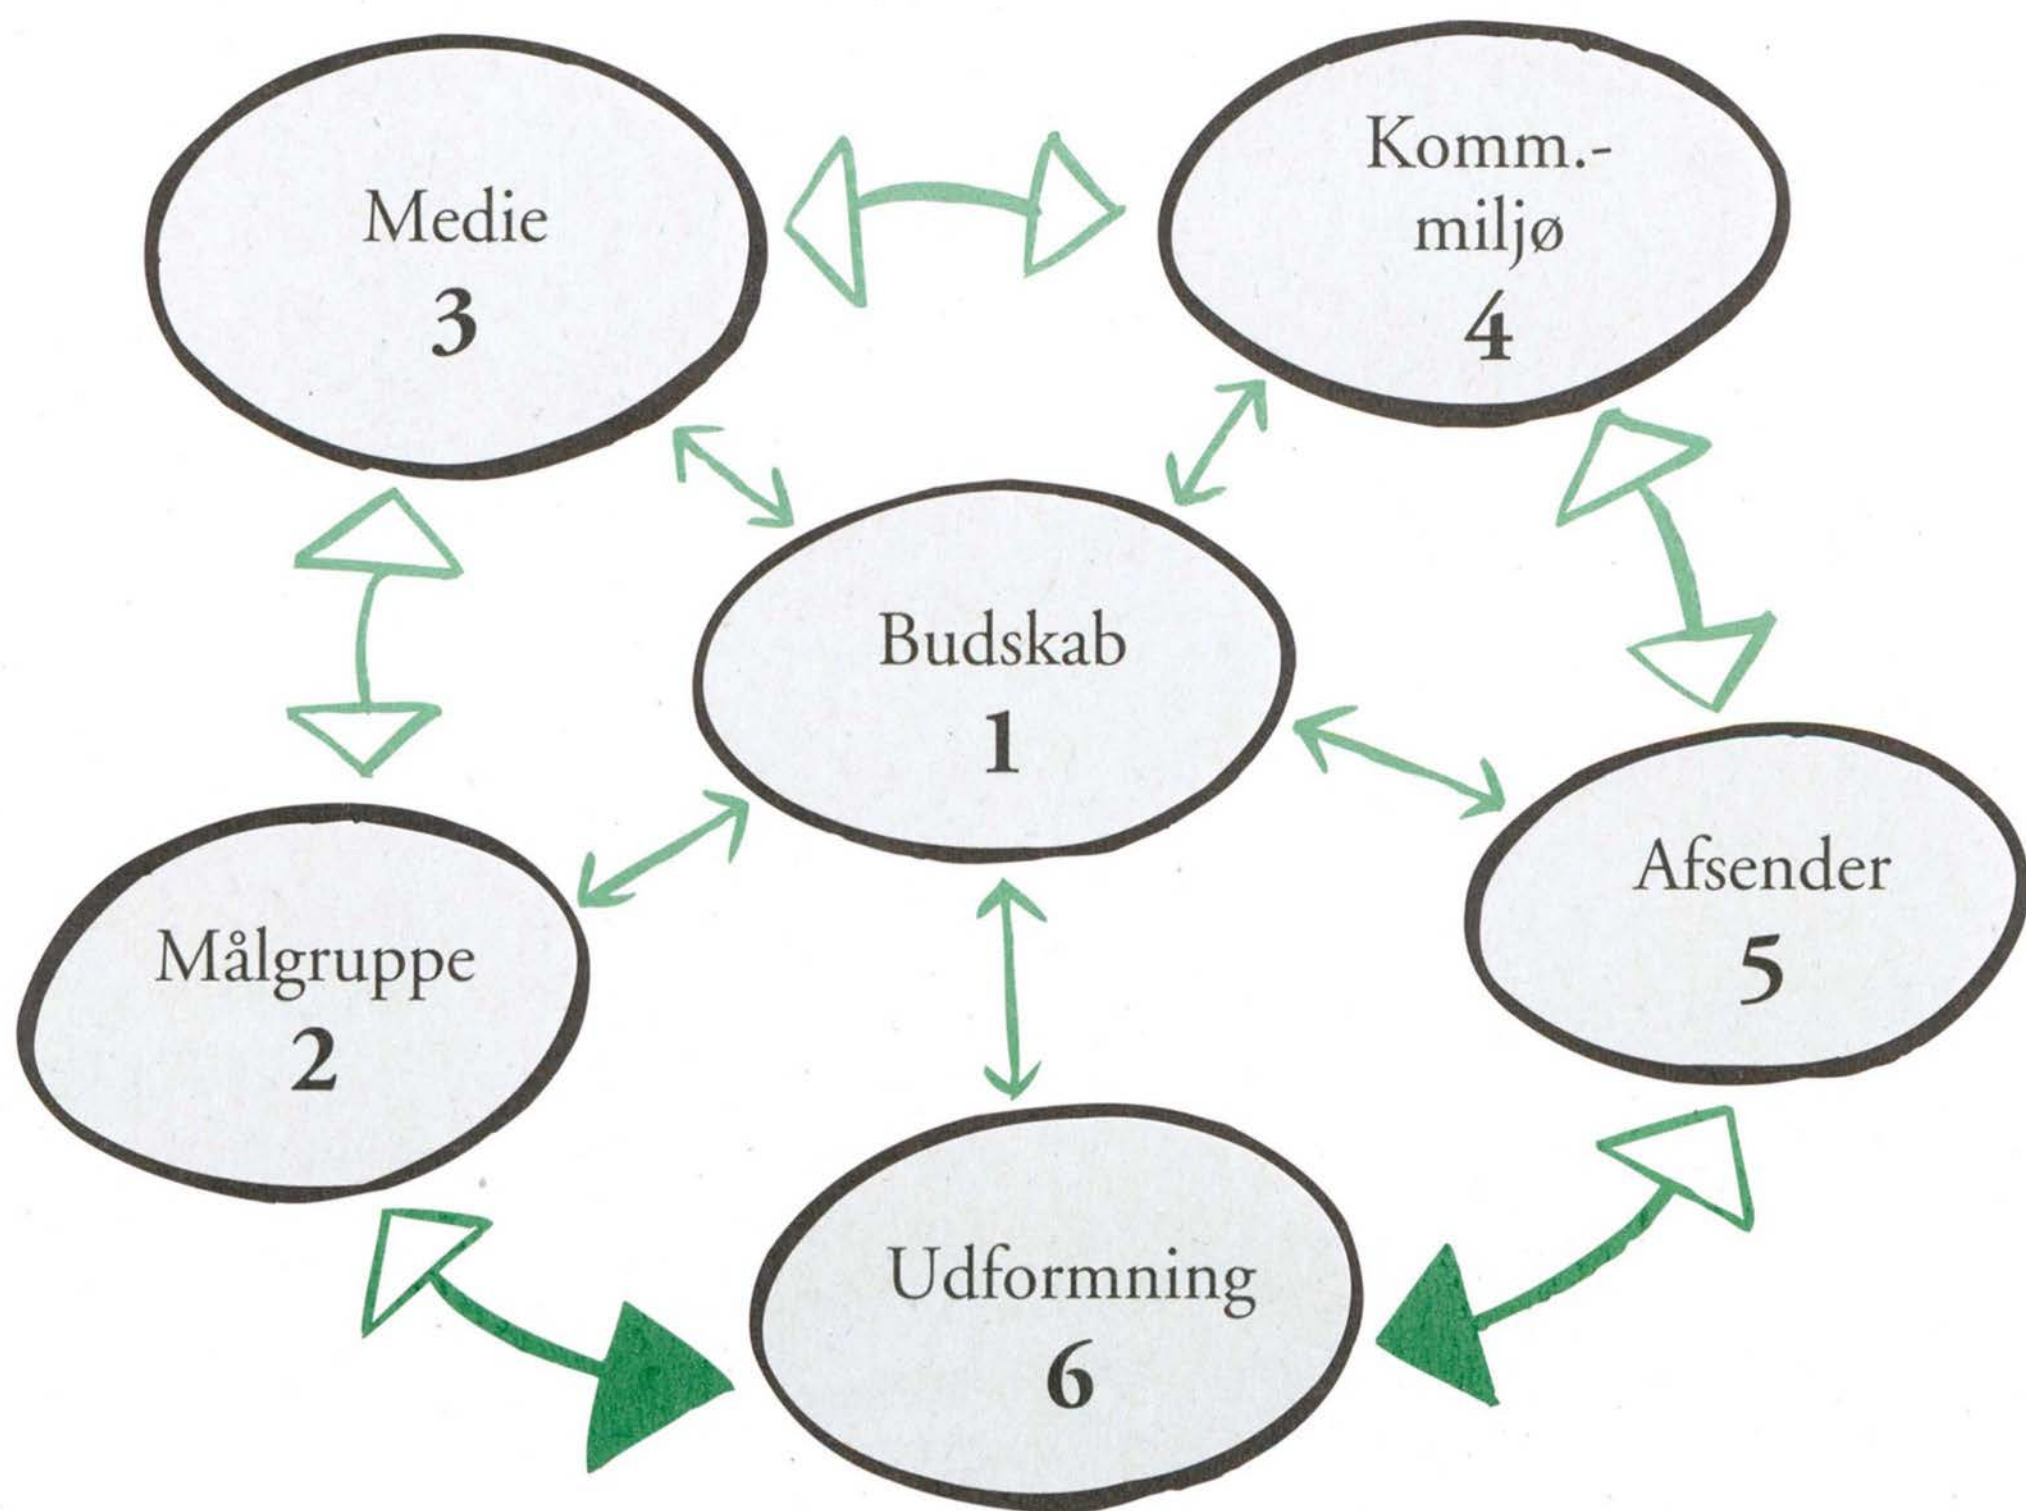 Medie
3
Komm.-
miljø
4
Budskab
1
Målgruppe
2
Afsender
5
Udformning
6